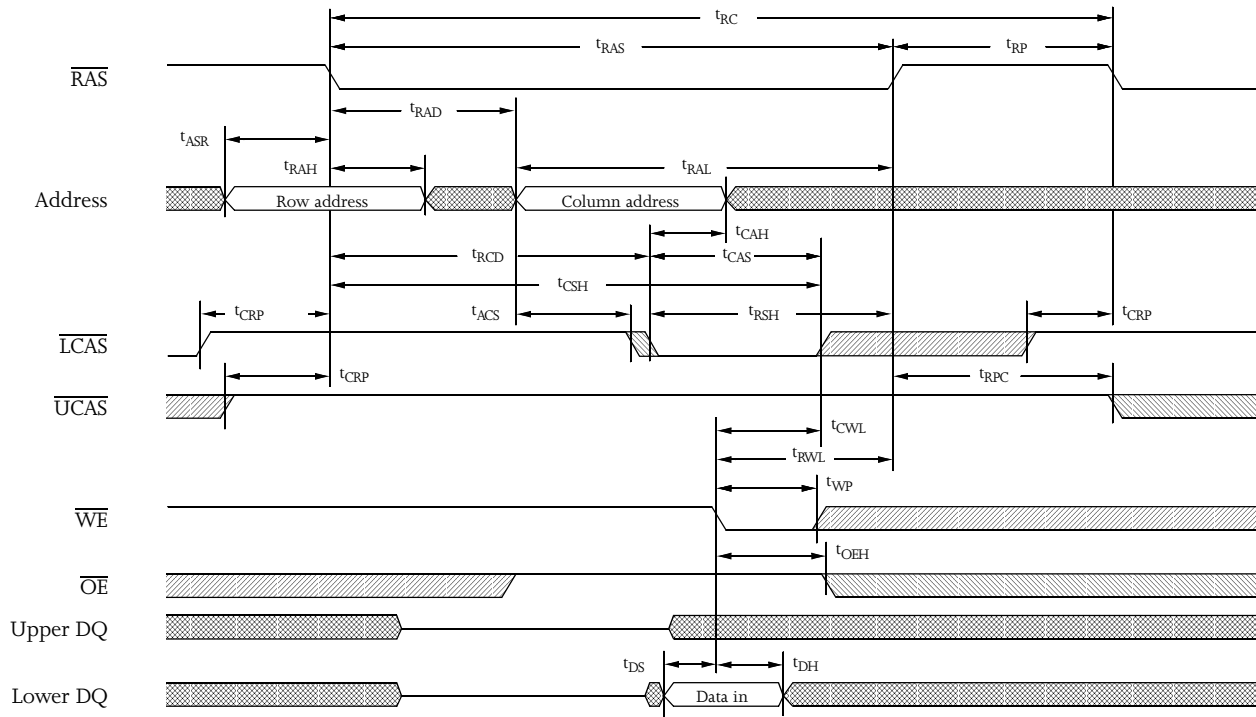 tRC
tRAS
tRP
RAS
tRAD
tASR
tRAH
tRAL
Address
Row address
Column address
tCAH
tRCD
tCAS
tCSH
tCRP
tACS
tRSH
tCRP
LCAS
tCRP
tRPC
UCAS
tCWL
tRWL
tWP
WE
tOEH
OE
Upper DQ
tDS
tDH
Lower DQ
Data in